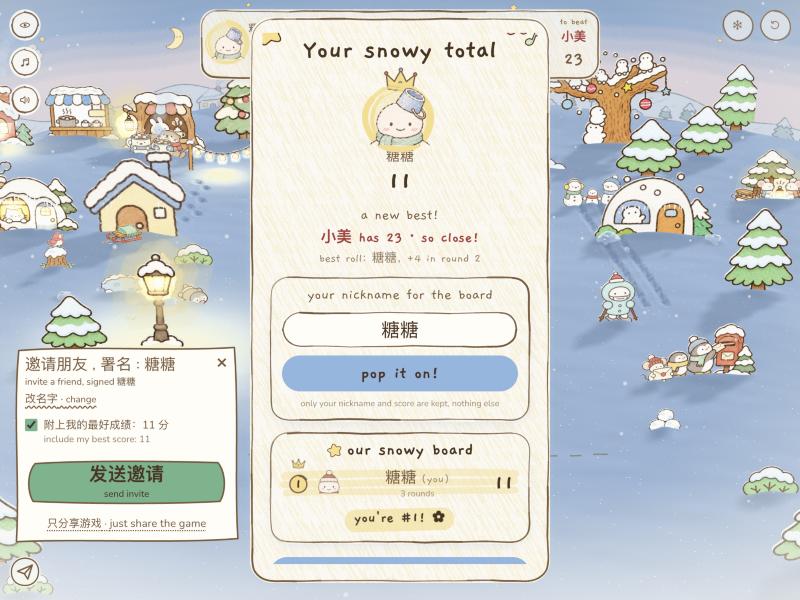 to beat
小美
23
Your snowy total
糖糖
11
a new best!
小美 has 23 · so close!
best roll: 糖糖, +4 in round 2
your nickname for the board
糖糖
pop it on!
only your nickname and score are kept, nothing else
our snowy board
1
糖糖 (you)
3 rounds
11
you're #1!
邀请朋友，署名：糖糖
invite a friend, signed 糖糖
改名字 · change
附上我的最好成绩： 11 分
include my best score: 11
发送邀请
send invite
只分享游戏 · just share the game